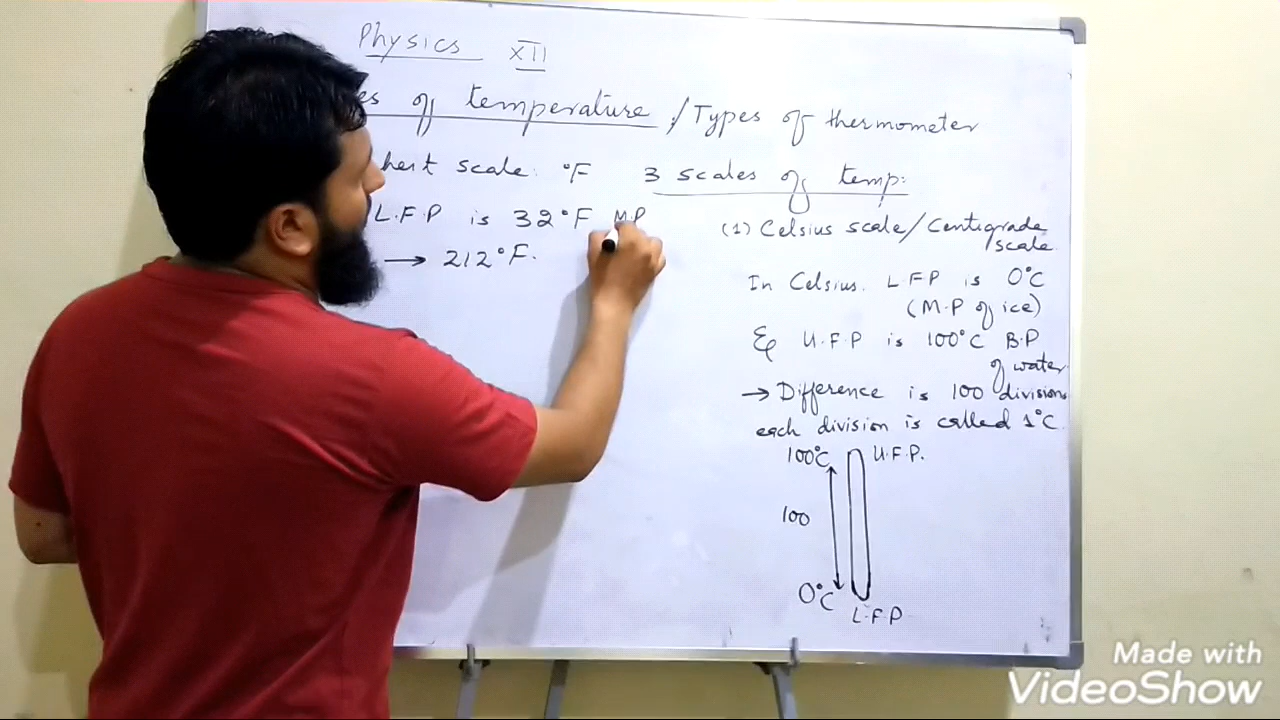 Physics XII
es of temperature / Types of thermometer
heit scale: °F
L.F.P is 32°F M.P
→ 212°F.
3 scales of temp:
(1) Celsius scale/Centigrade
scale.
In Celsius. L.F.P is 0°C
(M.P of ice)
& U.F.P is 100°C B.P
of water.
→ Difference is 100 divisions
each division is called 1°C.
100°C U.F.P.
100
0°C
L.F.P
Made with
VideoShow